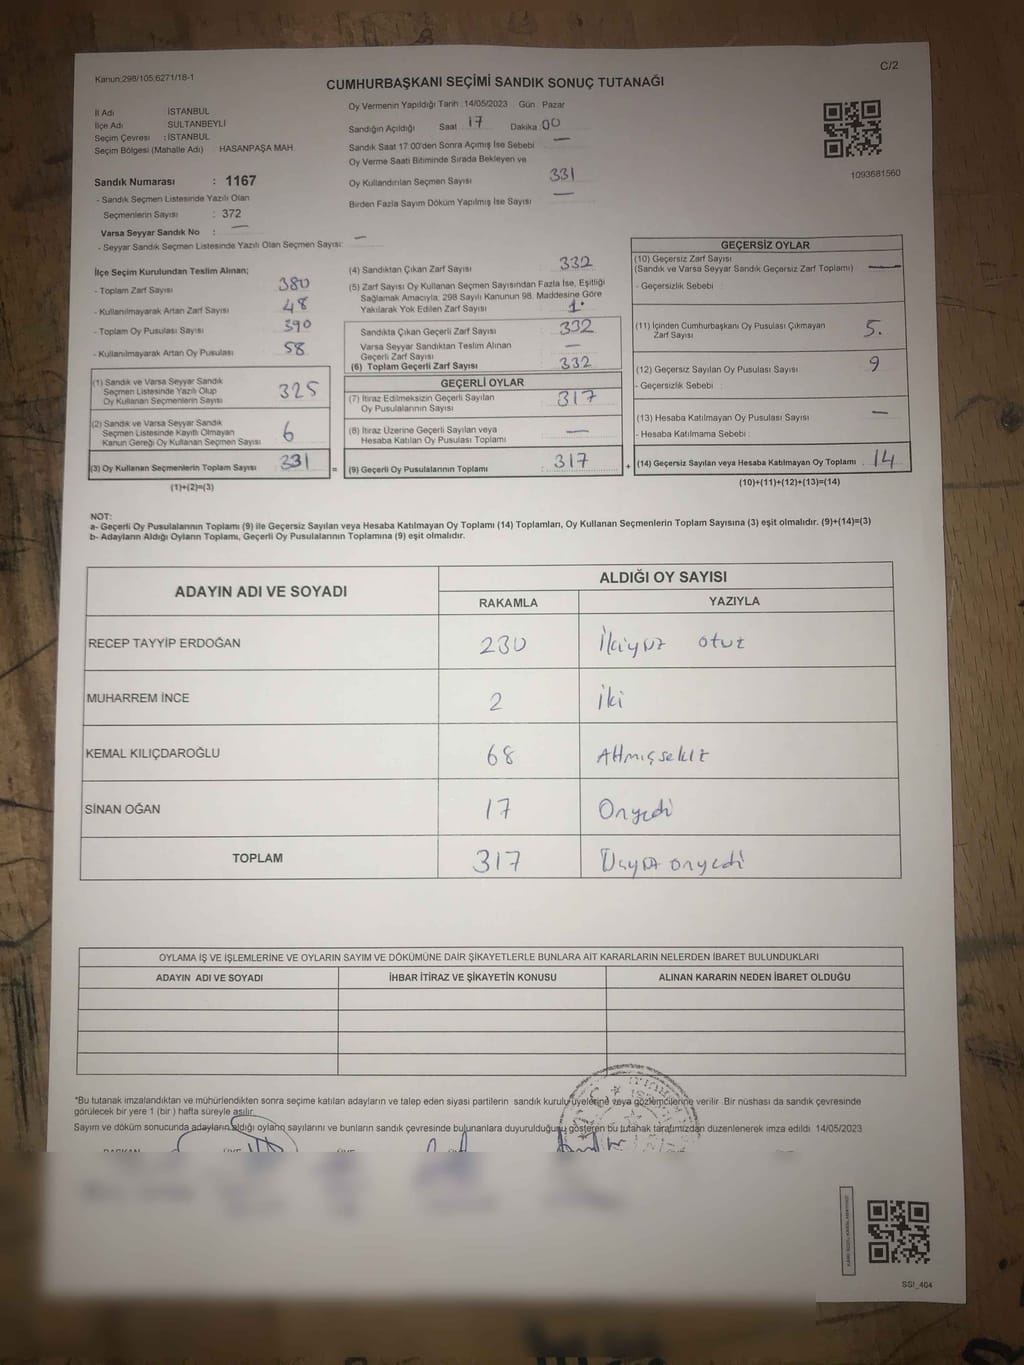 Kanun:298/105;6271/18-1
C/2
CUMHURBAŞKANI SEÇİMİ SANDIK SONUÇ TUTANAĞI
İl Adı İSTANBUL
İlçe Adı SULTANBEYLİ
Seçim Çevresi : İSTANBUL
Seçim Bölgesi (Mahalle Adı) HASANPAŞA MAH
Oy Vermenin Yapıldığı Tarih :14/05/2023 Gün Pazar
Sandığın Açıldığı Saat 17 Dakika 00
Sandık Saat 17 00'den Sonra Açımış İse Sebebi —
Oy Verme Saati Bitiminde Sırada Bekleyen ve
Oy Kullandırılan Seçmen Sayısı 331
Birden Fazla Sayım Döküm Yapılmış İse Sayısı —
1093681560
Sandık Numarası : 1167
- Sandık Seçmen Listesinde Yazılı Olan
Seçmenlerin Sayısı : 372
Varsa Seyyar Sandık No : —
- Seyyar Sandık Seçmen Listesinde Yazılı Olan Seçmen Sayısı: —
İlçe Seçim Kurulundan Teslim Alınan;
- Toplam Zarf Sayısı 380
- Kullanılmayarak Artan Zarf Sayısı 48
- Toplam Oy Pusulası Sayısı 390
- Kullanılmayarak Artan Oy Pusulası 58
(1) Sandık ve Varsa Seyyar Sandık
Seçmen Listesinde Yazılı Olup
Oy Kullanan Seçmenlerin Sayısı 325
(2) Sandık ve Varsa Seyyar Sandık
Seçmen Listesinde Kayıtlı Olmayan
Kanun Gereği Oy Kullanan Seçmen Sayısı 6
(3) Oy Kullanan Seçmenlerin Toplam Sayısı 331
(1)+(2)=(3)
(4) Sandıktan Çıkan Zarf Sayısı 332
(5) Zarf Sayısı Oy Kullanan Seçmen Sayısından Fazla İse, Eşitliği
Sağlamak Amacıyla, 298 Sayılı Kanunun 98. Maddesine Göre
Yakılarak Yok Edilen Zarf Sayısı 1.
Sandıkta Çıkan Geçerli Zarf Sayısı 332
Varsa Seyyar Sandıktan Teslim Alınan
Geçerli Zarf Sayısı —
(6) Toplam Geçerli Zarf Sayısı 332
GEÇERLİ OYLAR
(7) İtiraz Edilmeksizin Geçerli Sayılan
Oy Pusulalarının Sayısı 317
(8) İtiraz Üzerine Geçerli Sayılan veya
Hesaba Katılan Oy Pusulası Toplamı —
= (9) Geçerli Oy Pusulalarının Toplamı : 317
GEÇERSİZ OYLAR
(10) Geçersiz Zarf Sayısı
(Sandık ve Varsa Seyyar Sandık Geçersiz Zarf Toplamı) —
- Geçersizlik Sebebi :
(11) İçinden Cumhurbaşkanı Oy Pusulası Çıkmayan
Zarf Sayısı 5.
(12) Geçersiz Sayılan Oy Pusulası Sayısı 9
- Geçersizlik Sebebi :
(13) Hesaba Katılmayan Oy Pusulası Sayısı —
- Hesaba Katılmama Sebebi :
+ (14) Geçersiz Sayılan veya Hesaba Katılmayan Oy Toplamı : 14
(10)+(11)+(12)+(13)=(14)
NOT:
a- Geçerli Oy Pusulalarının Toplamı (9) ile Geçersiz Sayılan veya Hesaba Katılmayan Oy Toplamı (14) Toplamları, Oy Kullanan Seçmenlerin Toplam Sayısına (3) eşit olmalıdır. (9)+(14)=(3)
b- Adayların Aldığı Oyların Toplamı, Geçerli Oy Pusulalarının Toplamına (9) eşit olmalıdır.
ADAYIN ADI VE SOYADI ALDIĞI OY SAYISI
RAKAMLA YAZIYLA
RECEP TAYYİP ERDOĞAN 230 İkiyüz otuz
MUHARREM İNCE 2 İki
KEMAL KILIÇDAROĞLU 68 Altmışsekiz
SİNAN OĞAN 17 Onyedi
TOPLAM 317 Üçyüz onyedi
OYLAMA İŞ VE İŞLEMLERİNE VE OYLARIN SAYIM VE DÖKÜMÜNE DAİR ŞİKAYETLERLE BUNLARA AİT KARARLARIN NELERDEN İBARET BULUNDUKLARI
ADAYIN ADI VE SOYADI İHBAR İTİRAZ VE ŞİKAYETİN KONUSU ALINAN KARARIN NEDEN İBARET OLDUĞU
*Bu tutanak imzalandıktan ve mühürlendikten sonra seçime katılan adayların ve talep eden siyasi partilerin sandık kurulu üyelerine veya gözlemcilerine verilir .Bir nüshası da sandık çevresinde
görülecek bir yere 1 (bir ) hafta süreyle asılır.
Sayım ve döküm sonucunda adayların aldığı oyların sayılarını ve bunların sandık çevresinde bulunanlara duyurulduğunu gösteren bu tutanak tarafımızdan düzenlenerek imza edildi 14/05/2023
SSI_404